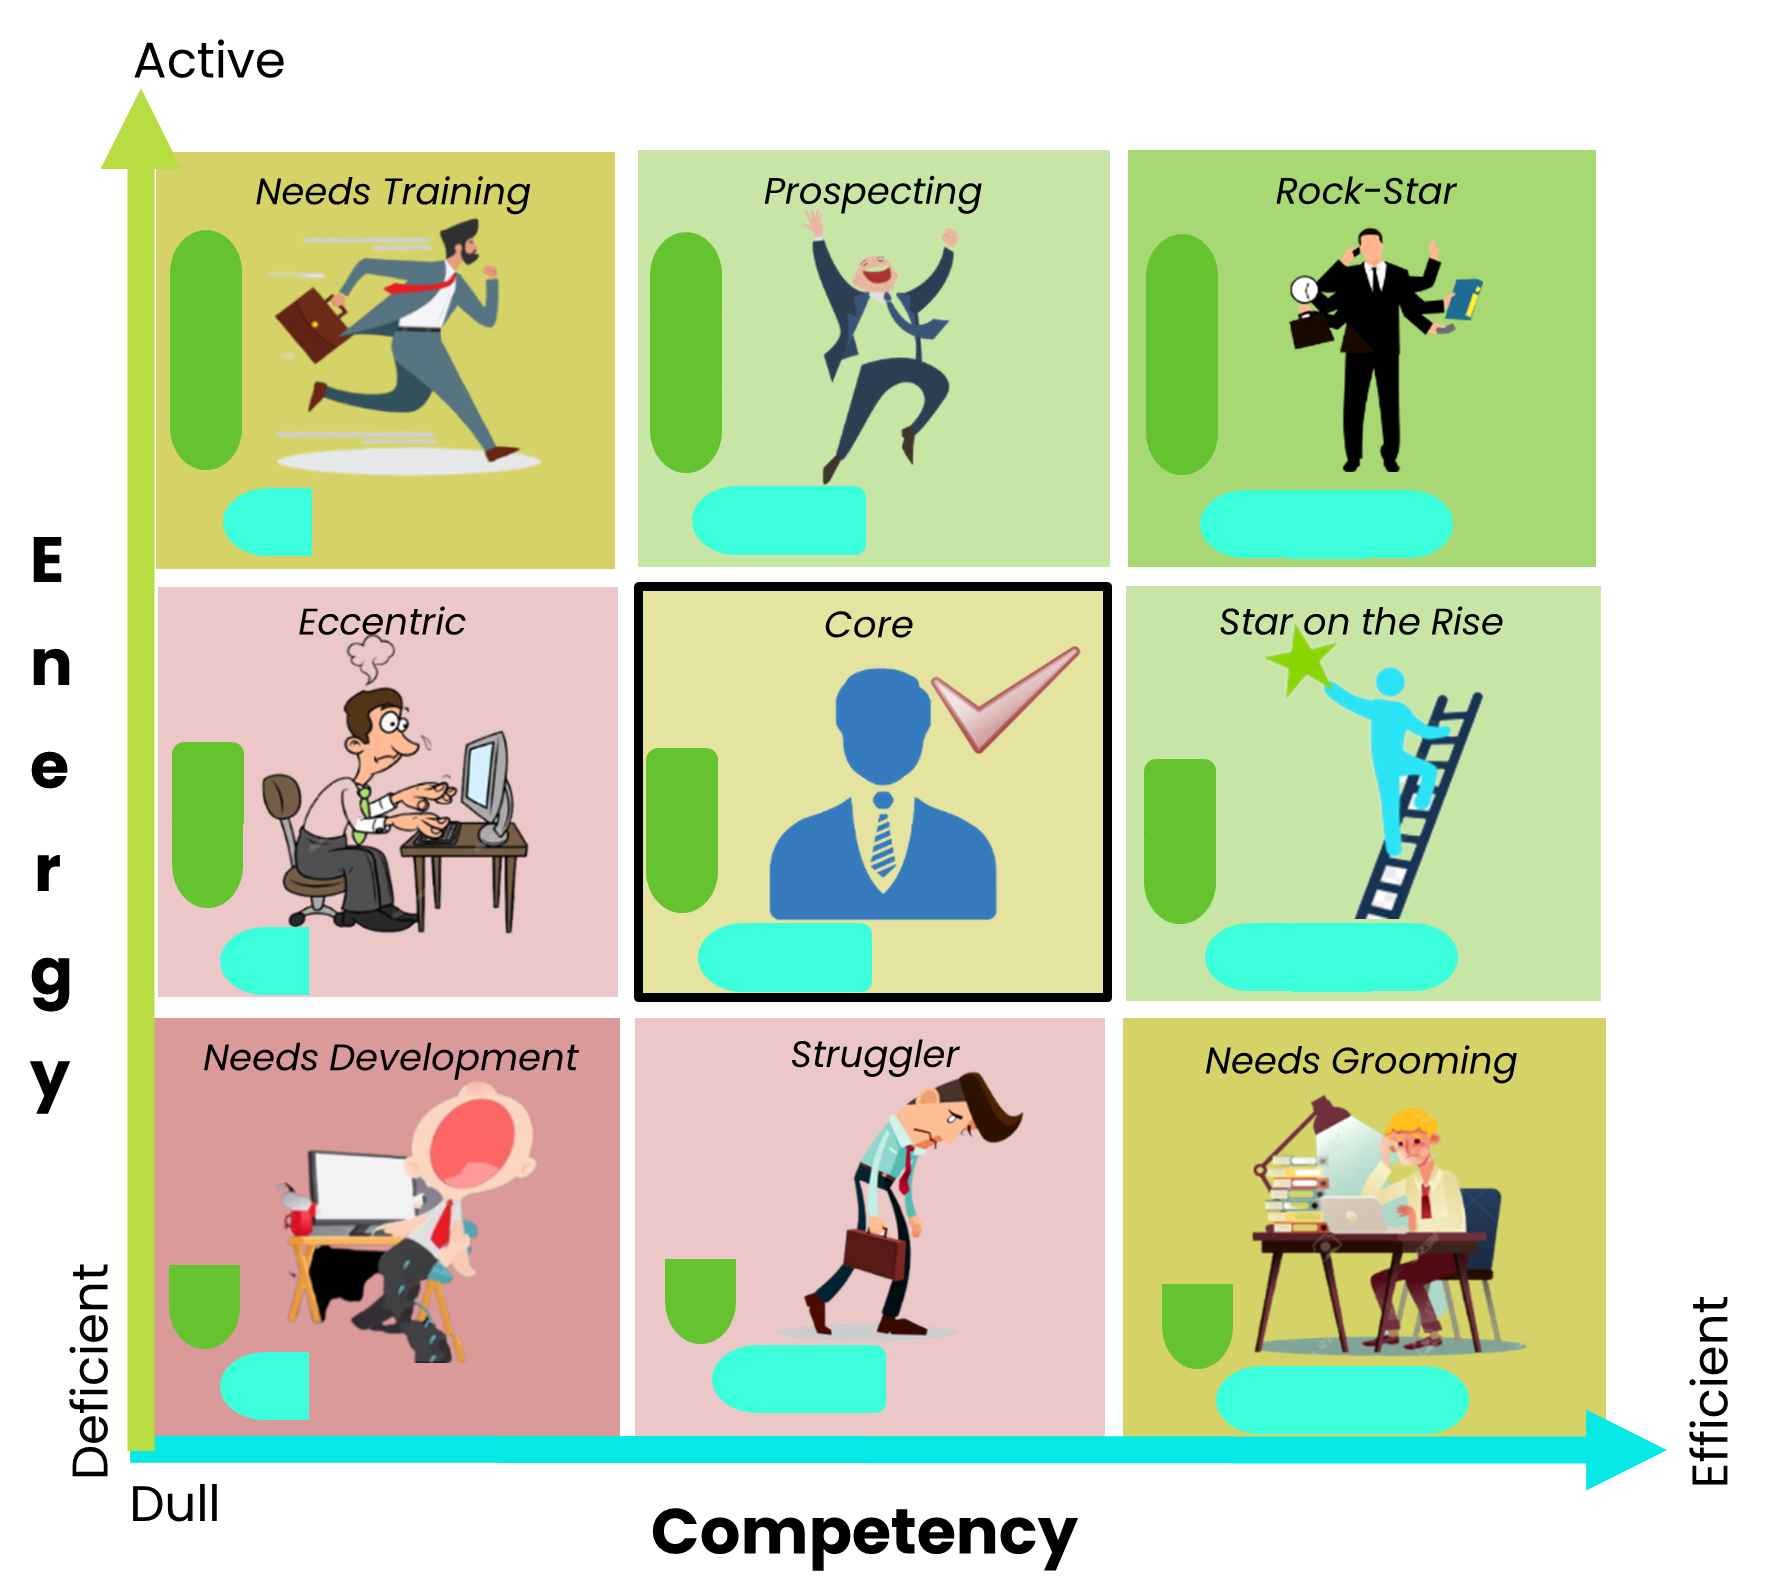 Active
Needs Training
Prospecting
Rock-Star
Energy
Eccentric
Core
Star on the Rise
Needs Development
Struggler
Needs Grooming
Deficient
Efficient
Dull
Competency